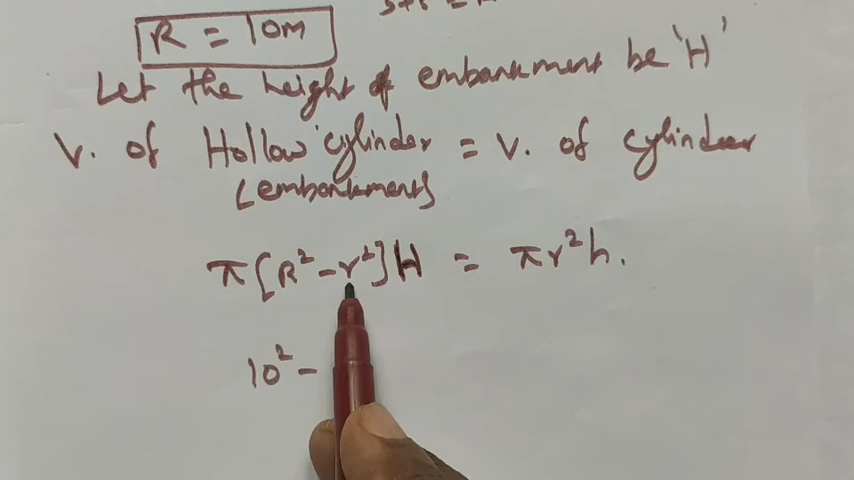 R = 10m
Let the height of embankment be 'H'
V. of Hollow cylinder = V. of cylinder
(embankment)
π[R² - r²]H = πr²h.
10² -